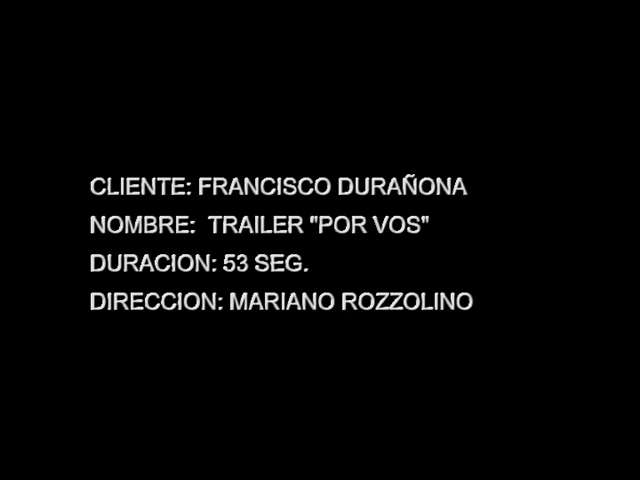 CLIENTE: FRANCISCO DURAÑONA
NOMBRE: TRAILER "POR VOS"
DURACION: 53 SEG.
DIRECCION: MARIANO ROZZOLINO